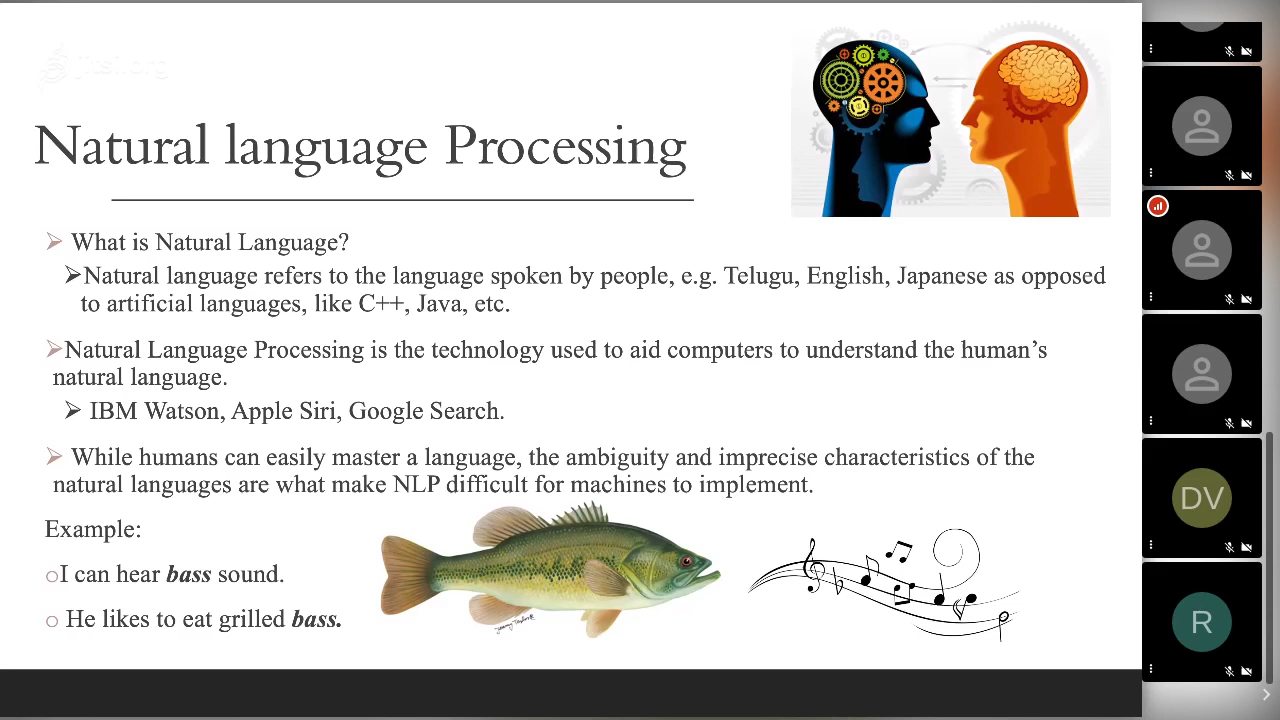 Natural language Processing
➢ What is Natural Language?
➢Natural language refers to the language spoken by people, e.g. Telugu, English, Japanese as opposed
to artificial languages, like C++, Java, etc.
➢Natural Language Processing is the technology used to aid computers to understand the human’s
natural language.
➢ IBM Watson, Apple Siri, Google Search.
➢ While humans can easily master a language, the ambiguity and imprecise characteristics of the
natural languages are what make NLP difficult for machines to implement.
Example:
oI can hear bass sound.
o He likes to eat grilled bass.
DV
R